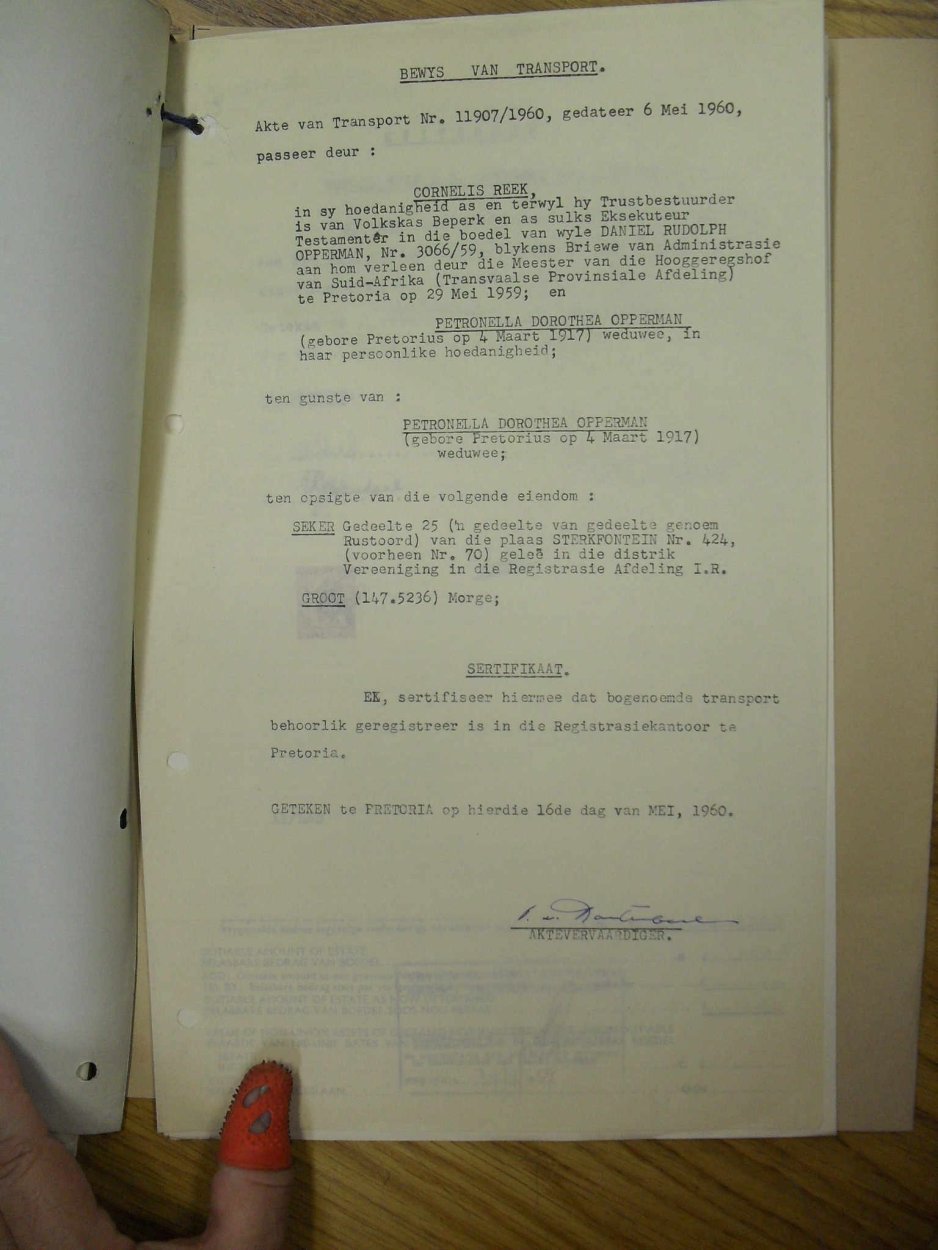 BEWYS VAN TRANSPORT.
Akte van Transport Nr. 11907/1960, gedateer 6 Mei 1960,
passeer deur :
CORNELIS REEK,
in sy hoedanigheid as en terwyl hy Trustbestuurder
is van Volkskas Beperk en as sulks Eksekuteur
Testamentêr in die boedel van wyle DANIEL RUDOLPH
OPPERMAN, Nr. 3066/59, blykens Briewe van Administrasie
aan hom verleen deur die Meester van die Hooggeregshof
van Suid-Afrika (Transvaalse Provinsiale Afdeling)
te Pretoria op 29 Mei 1959; en
PETRONELLA DOROTHEA OPPERMAN
(gebore Pretorius op 4 Maart 1917) weduwee, in
haar persoonlike hoedanigheid;
ten gunste van :
PETRONELLA DOROTHEA OPPERMAN
(gebore Pretorius op 4 Maart 1917)
weduwee;
ten opsigte van die volgende eiendom :
SEKER Gedeelte 25 ('n gedeelte van gedeelte genoem
Rustoord) van die plaas STERKFONTEIN Nr. 424,
(voorheen Nr. 70) geleë in die distrik
Vereeniging in die Registrasie Afdeling I.R.
GROOT (147.5236) Morge;
SERTIFIKAAT.
EK, sertifiseer hiermee dat bogenoemde transport
behoorlik geregistreer is in die Registrasiekantoor te
Pretoria.
GETEKEN te PRETORIA op hierdie 16de dag van MEI, 1960.
AKTEVERVAARDIGER.